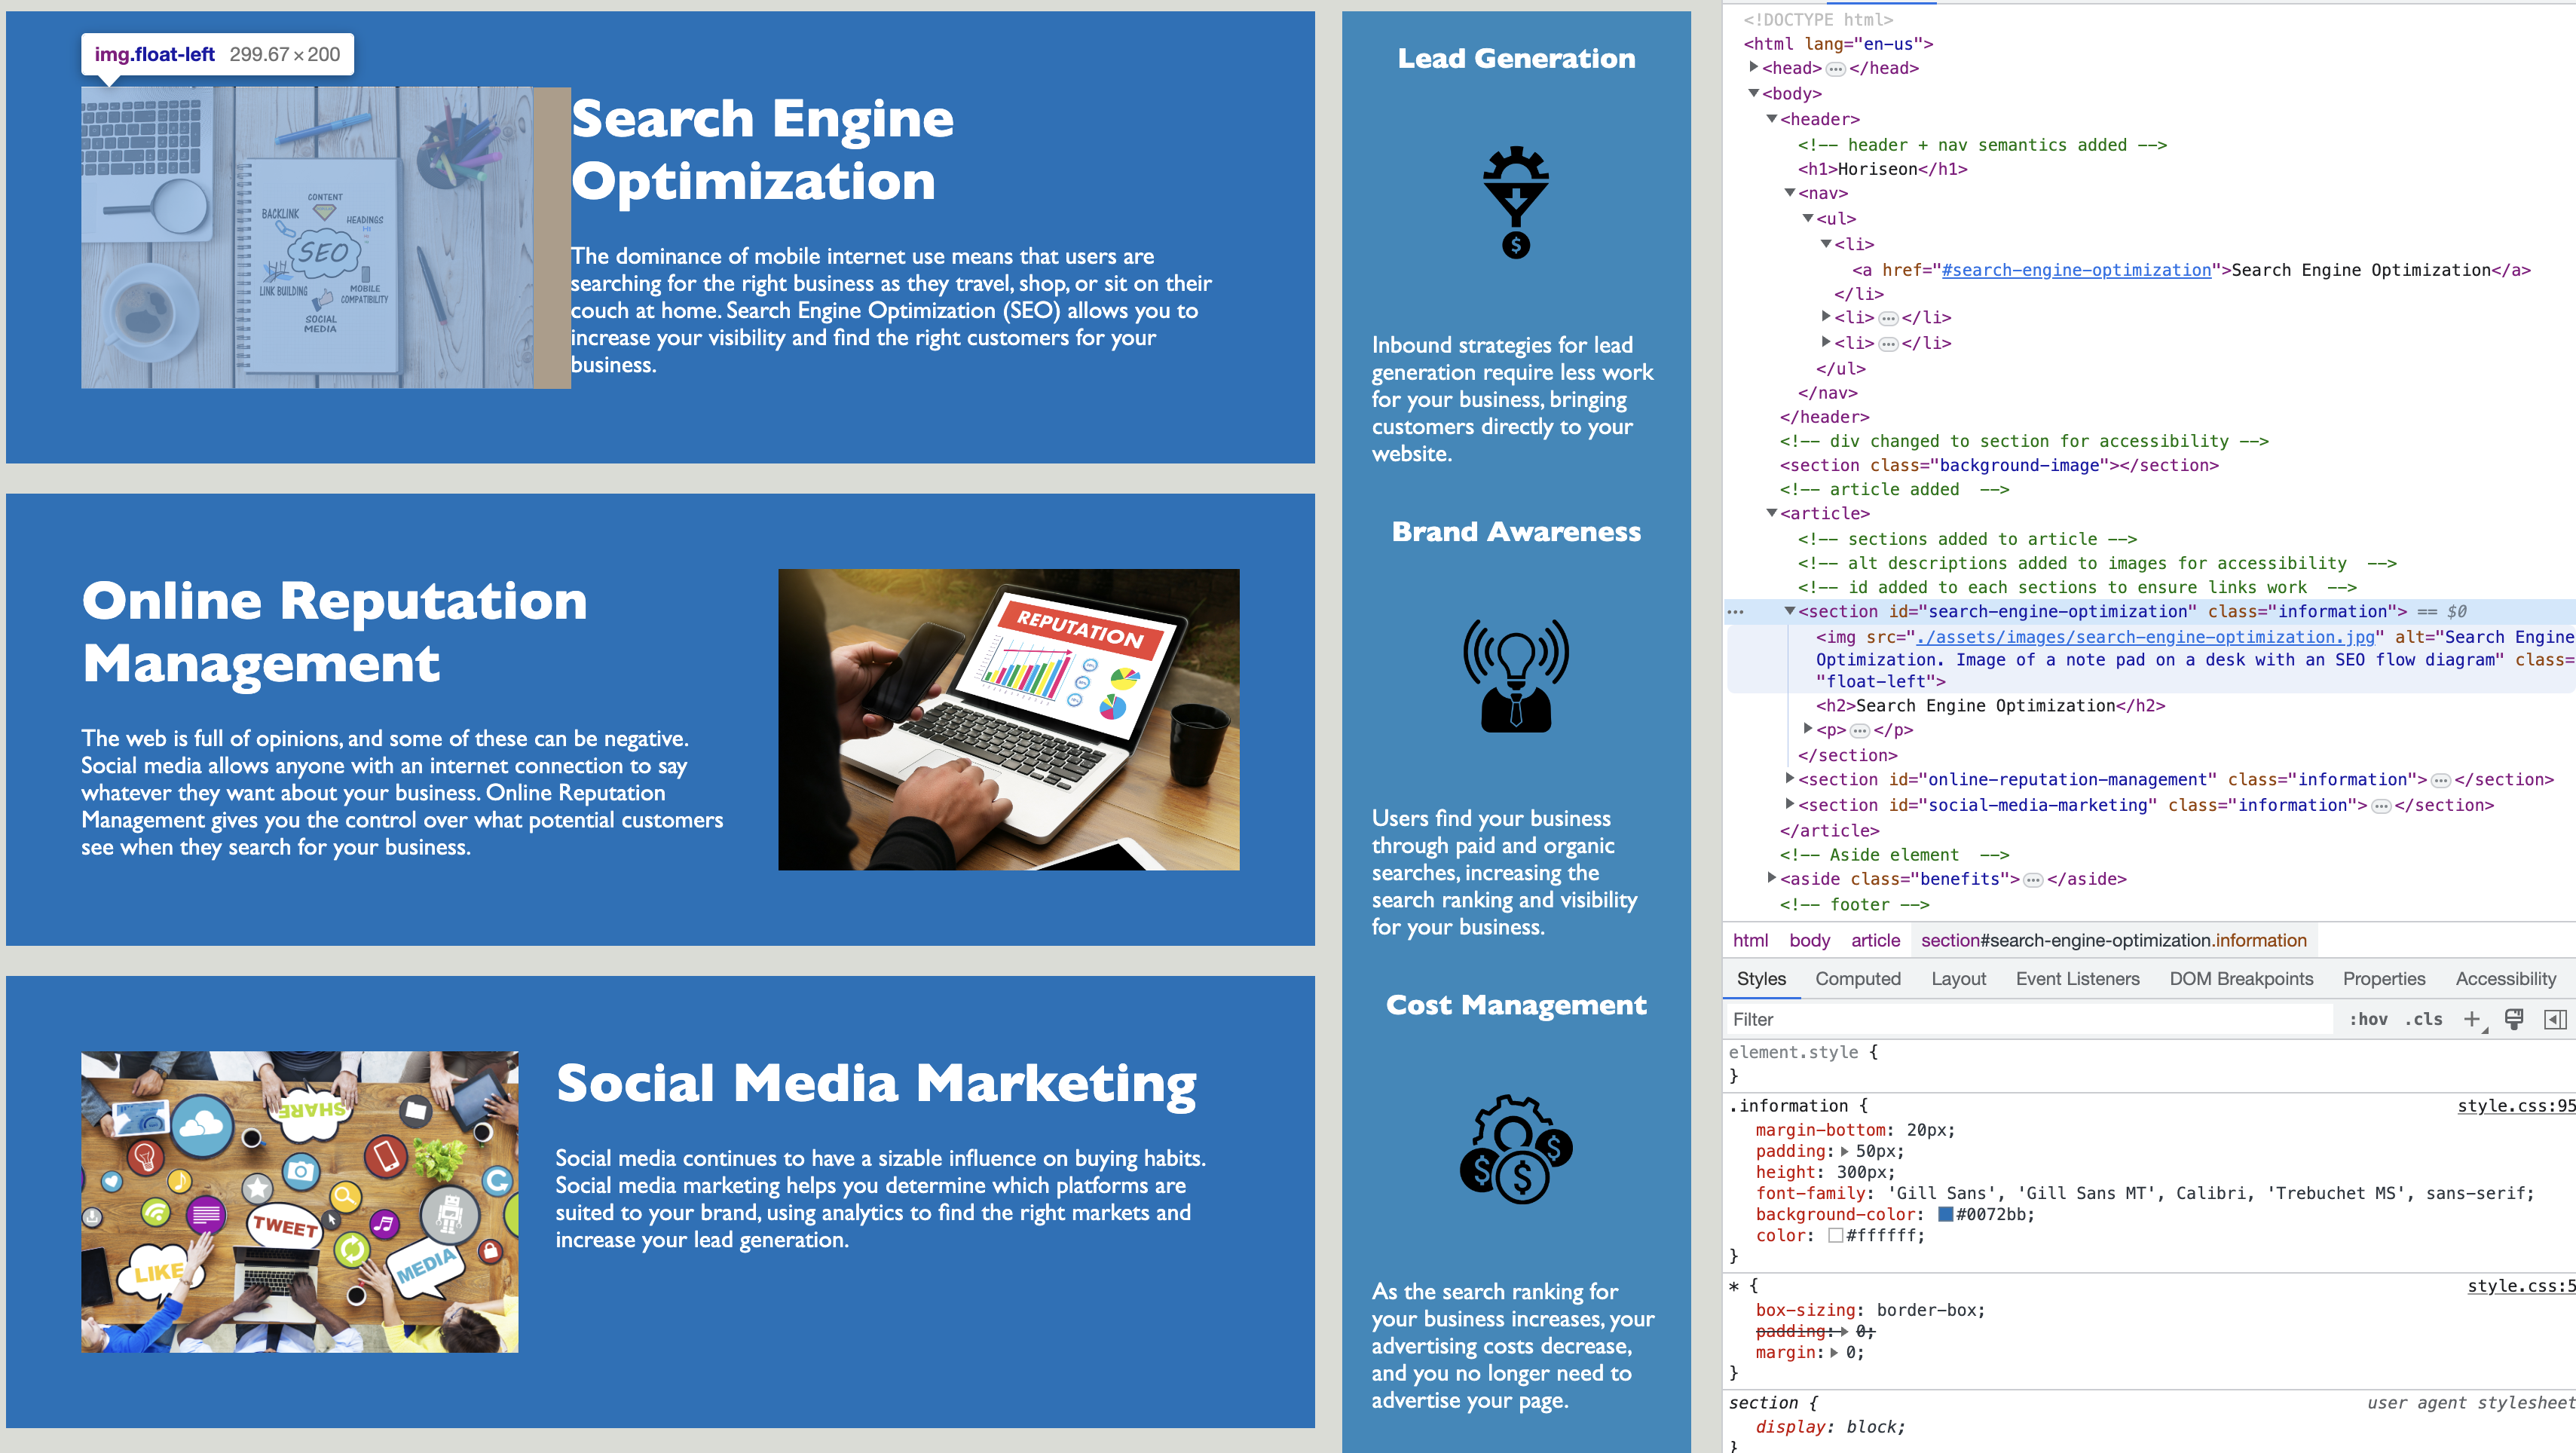 img.float-left 299.67 × 200
CONTENT
BACKLINK
HEADINGS
SEO
LINK BUILDING
MOBILE
COMPATIBILITY
SOCIAL
MEDIA
Search Engine
Optimization
The dominance of mobile internet use means that users are
searching for the right business as they travel, shop, or sit on their
couch at home. Search Engine Optimization (SEO) allows you to
increase your visibility and find the right customers for your
business.
Online Reputation
Management
The web is full of opinions, and some of these can be negative.
Social media allows anyone with an internet connection to say
whatever they want about your business. Online Reputation
Management gives you the control over what potential customers
see when they search for your business.
REPUTATION
Social Media Marketing
Social media continues to have a sizable influence on buying habits.
Social media marketing helps you determine which platforms are
suited to your brand, using analytics to find the right markets and
increase your lead generation.
SHARE
TWEET
LIKE
MEDIA
Lead Generation
$
Inbound strategies for lead
generation require less work
for your business, bringing
customers directly to your
website.
Brand Awareness
Users find your business
through paid and organic
searches, increasing the
search ranking and visibility
for your business.
Cost Management
$ $ $
As the search ranking for
your business increases, your
advertising costs decrease,
and you no longer need to
advertise your page.
<!DOCTYPE html>
<html lang="en-us">
<head> ••• </head>
<body>
<header>
<!-- header + nav semantics added -->
<h1>Horiseon</h1>
<nav>
<ul>
<li>
<a href="#search-engine-optimization">Search Engine Optimization</a>
</li>
<li> ••• </li>
<li> ••• </li>
</ul>
</nav>
</header>
<!-- div changed to section for accessibility -->
<section class="background-image"></section>
<!-- article added  -->
<article>
<!-- sections added to article -->
<!-- alt descriptions added to images for accessibility  -->
<!-- id added to each sections to ensure links work  -->
<section id="search-engine-optimization" class="information"> == $0
<img src="./assets/images/search-engine-optimization.jpg" alt="Search Engine
Optimization. Image of a note pad on a desk with an SEO flow diagram" class=
"float-left">
<h2>Search Engine Optimization</h2>
<p> ••• </p>
</section>
<section id="online-reputation-management" class="information"> ••• </section>
<section id="social-media-marketing" class="information"> ••• </section>
</article>
<!-- Aside element  -->
<aside class="benefits"> ••• </aside>
<!-- footer -->
html body article section#search-engine-optimization.information
Styles Computed Layout Event Listeners DOM Breakpoints Properties Accessibility
Filter :hov .cls +
element.style {
}
.information { style.css:95
margin-bottom: 20px;
padding: 50px;
height: 300px;
font-family: 'Gill Sans', 'Gill Sans MT', Calibri, 'Trebuchet MS', sans-serif;
background-color: #0072bb;
color: #ffffff;
}
* { style.css:5
box-sizing: border-box;
padding: 0;
margin: 0;
}
section { user agent stylesheet
display: block;
}